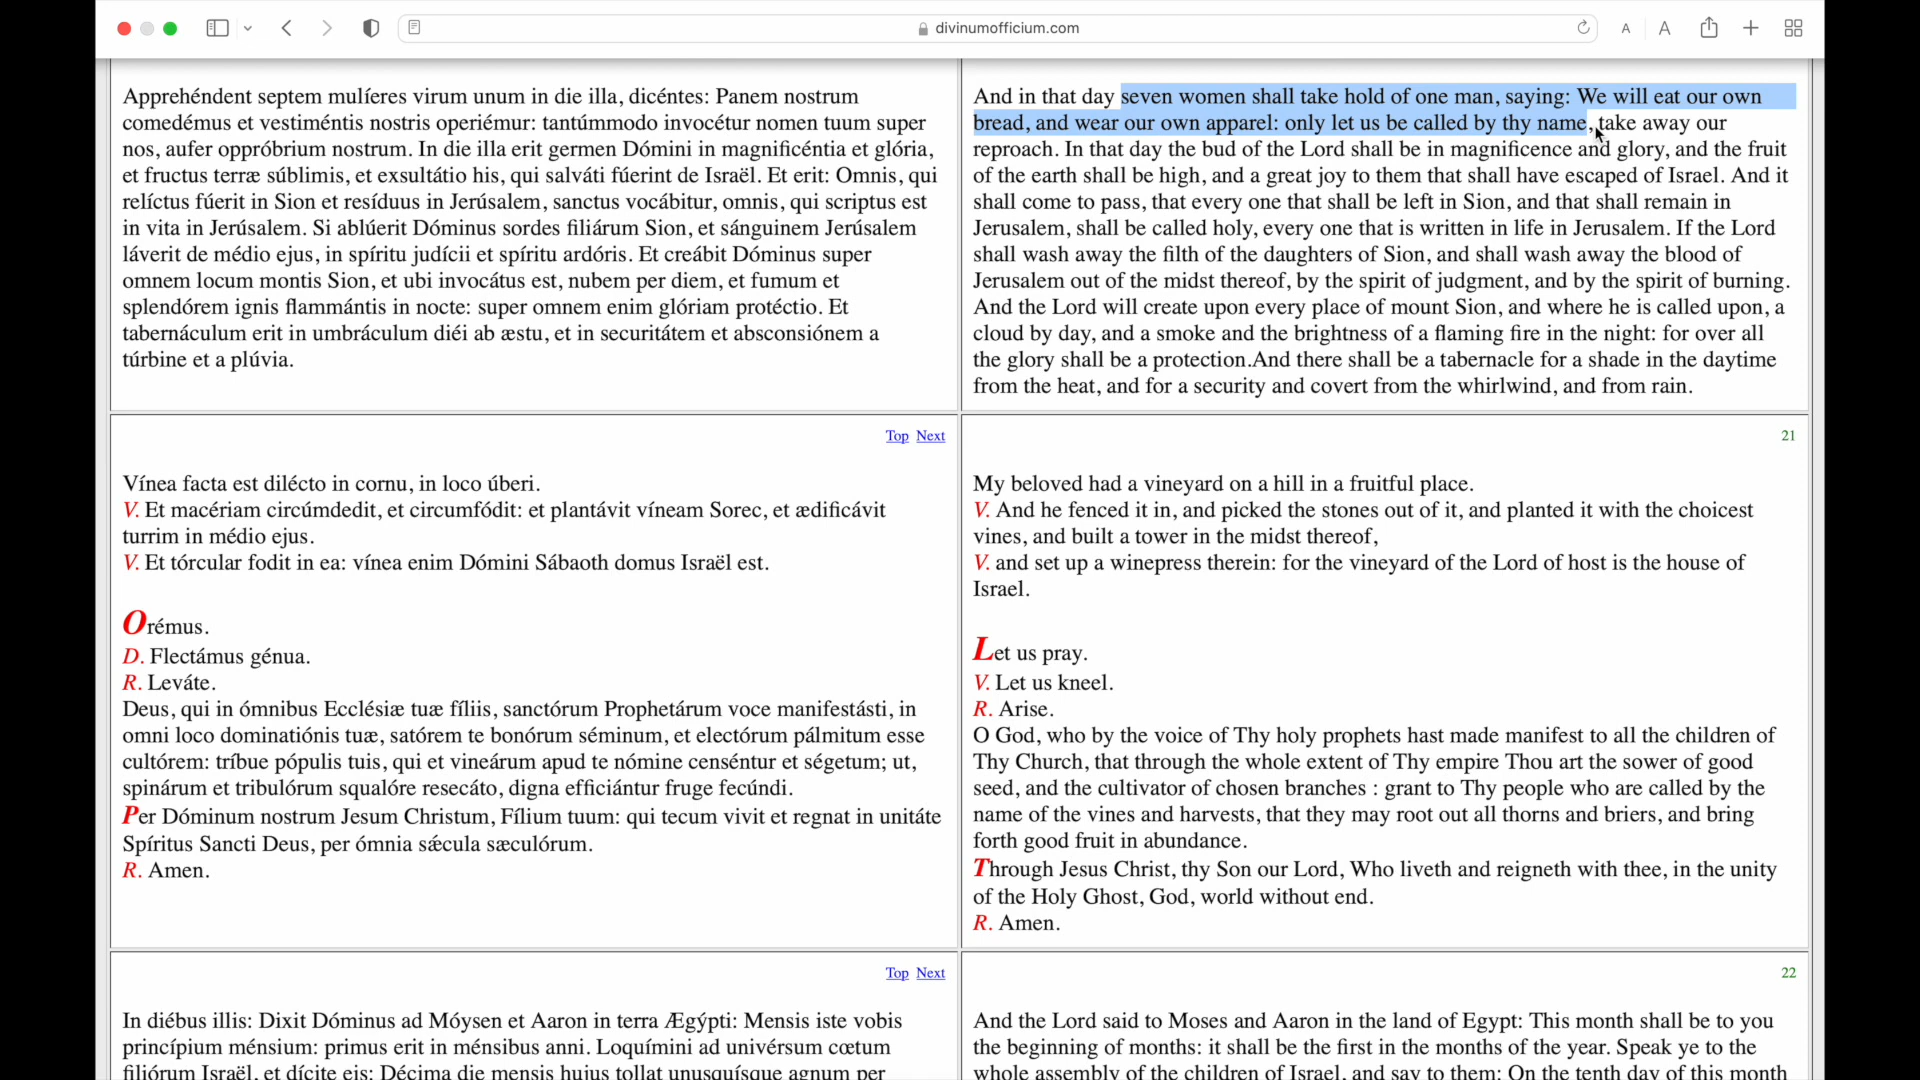 divinumofficium.com
A A
Apprehéndent septem mulíeres virum unum in die illa, dicéntes: Panem nostrum
comedémus et vestiméntis nostris operiémur: tantúmmodo invocétur nomen tuum super
nos, aufer oppróbrium nostrum. In die illa erit germen Dómini in magnificéntia et glória,
et fructus terræ súblimis, et exsultátio his, qui salváti fúerint de Israël. Et erit: Omnis, qui
relíctus fúerit in Sion et resíduus in Jerúsalem, sanctus vocábitur, omnis, qui scriptus est
in vita in Jerúsalem. Si ablúerit Dóminus sordes filiárum Sion, et sánguinem Jerúsalem
láverit de médio ejus, in spíritu judícii et spíritu ardóris. Et creábit Dóminus super
omnem locum montis Sion, et ubi invocátus est, nubem per diem, et fumum et
splendórem ignis flammántis in nocte: super omnem enim glóriam protéctio. Et
tabernáculum erit in umbráculum diéi ab æstu, et in securitátem et absconsiónem a
túrbine et a plúvia.
And in that day seven women shall take hold of one man, saying: We will eat our own
bread, and wear our own apparel: only let us be called by thy name, take away our
reproach. In that day the bud of the Lord shall be in magnificence and glory, and the fruit
of the earth shall be high, and a great joy to them that shall have escaped of Israel. And it
shall come to pass, that every one that shall be left in Sion, and that shall remain in
Jerusalem, shall be called holy, every one that is written in life in Jerusalem. If the Lord
shall wash away the filth of the daughters of Sion, and shall wash away the blood of
Jerusalem out of the midst thereof, by the spirit of judgment, and by the spirit of burning.
And the Lord will create upon every place of mount Sion, and where he is called upon, a
cloud by day, and a smoke and the brightness of a flaming fire in the night: for over all
the glory shall be a protection.And there shall be a tabernacle for a shade in the daytime
from the heat, and for a security and covert from the whirlwind, and from rain.
Top Next
Vínea facta est dilécto in cornu, in loco úberi.
V. Et macériam circúmdedit, et circumfódit: et plantávit víneam Sorec, et ædificávit
turrim in médio ejus.
V. Et tórcular fodit in ea: vínea enim Dómini Sábaoth domus Israël est.
Orémus.
D. Flectámus génua.
R. Leváte.
Deus, qui in ómnibus Ecclésiæ tuæ fíliis, sanctórum Prophetárum voce manifestásti, in
omni loco dominatiónis tuæ, satórem te bonórum séminum, et electórum pálmitum esse
cultórem: tríbue pópulis tuis, qui et vineárum apud te nómine censéntur et ségetum; ut,
spinárum et tribulórum squalóre resecáto, digna efficiántur fruge fecúndi.
Per Dóminum nostrum Jesum Christum, Fílium tuum: qui tecum vivit et regnat in unitáte
Spíritus Sancti Deus, per ómnia sǽcula sæculórum.
R. Amen.
21
My beloved had a vineyard on a hill in a fruitful place.
V. And he fenced it in, and picked the stones out of it, and planted it with the choicest
vines, and built a tower in the midst thereof,
V. and set up a winepress therein: for the vineyard of the Lord of host is the house of
Israel.
Let us pray.
V. Let us kneel.
R. Arise.
O God, who by the voice of Thy holy prophets hast made manifest to all the children of
Thy Church, that through the whole extent of Thy empire Thou art the sower of good
seed, and the cultivator of chosen branches : grant to Thy people who are called by the
name of the vines and harvests, that they may root out all thorns and briers, and bring
forth good fruit in abundance.
Through Jesus Christ, thy Son our Lord, Who liveth and reigneth with thee, in the unity
of the Holy Ghost, God, world without end.
R. Amen.
Top Next
In diébus illis: Dixit Dóminus ad Móysen et Aaron in terra Ægýpti: Mensis iste vobis
princípium ménsium: primus erit in ménsibus anni. Loquímini ad univérsum cœtum
filiórum Israël, et dícite eis: Décima die mensis hujus tollat unusquísque agnum per
22
And the Lord said to Moses and Aaron in the land of Egypt: This month shall be to you
the beginning of months: it shall be the first in the months of the year. Speak ye to the
whole assembly of the children of Israel, and say to them: On the tenth day of this month